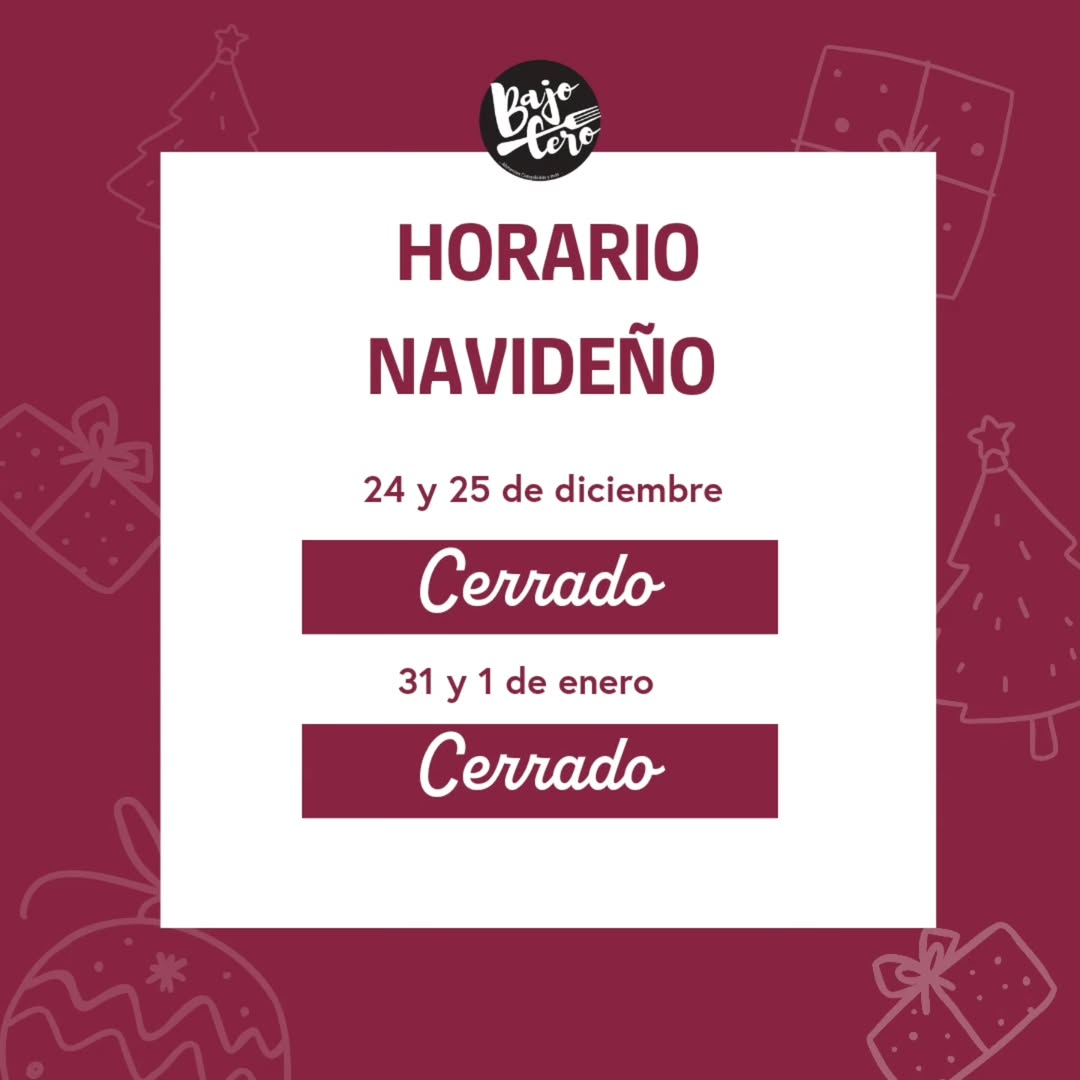 Bajo
Cero
HORARIO
NAVIDEÑO
24 y 25 de diciembre
Cerrado
31 y 1 de enero
Cerrado